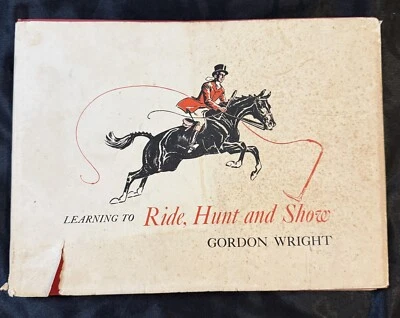 LEARNING TO Ride, Hunt and Show
GORDON WRIGHT